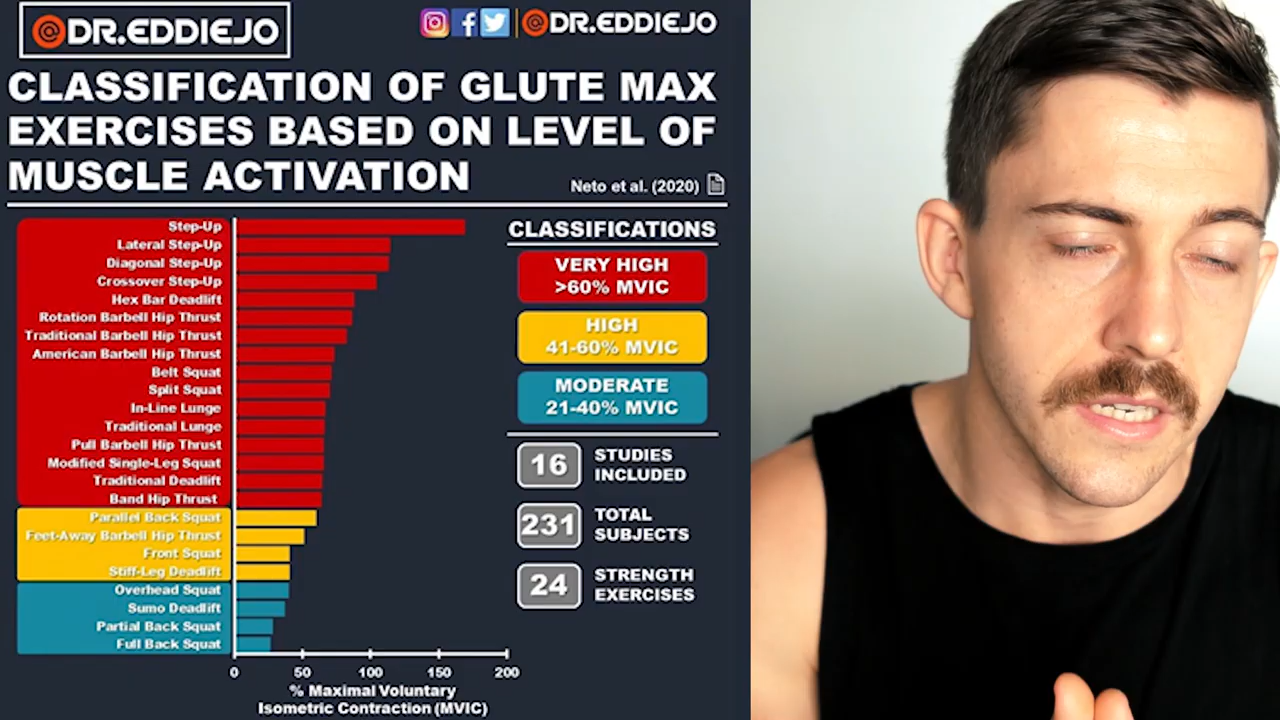 @DR.EDDIEJO
@DR.EDDIEJO
CLASSIFICATION OF GLUTE MAX
EXERCISES BASED ON LEVEL OF
MUSCLE ACTIVATION
Neto et al. (2020)
Step-Up
Lateral Step-Up
Diagonal Step-Up
Crossover Step-Up
Hex Bar Deadlift
Rotation Barbell Hip Thrust
Traditional Barbell Hip Thrust
American Barbell Hip Thrust
Belt Squat
Split Squat
In-Line Lunge
Traditional Lunge
Pull Barbell Hip Thrust
Modified Single-Leg Squat
Traditional Deadlift
Band Hip Thrust
Parallel Back Squat
Feet-Away Barbell Hip Thrust
Front Squat
Stiff-Leg Deadlift
Overhead Squat
Sumo Deadlift
Partial Back Squat
Full Back Squat
0 50 100 150 200
% Maximal Voluntary
Isometric Contraction (MVIC)
CLASSIFICATIONS
VERY HIGH
>60% MVIC
HIGH
41-60% MVIC
MODERATE
21-40% MVIC
16 STUDIES
INCLUDED
231 TOTAL
SUBJECTS
24 STRENGTH
EXERCISES